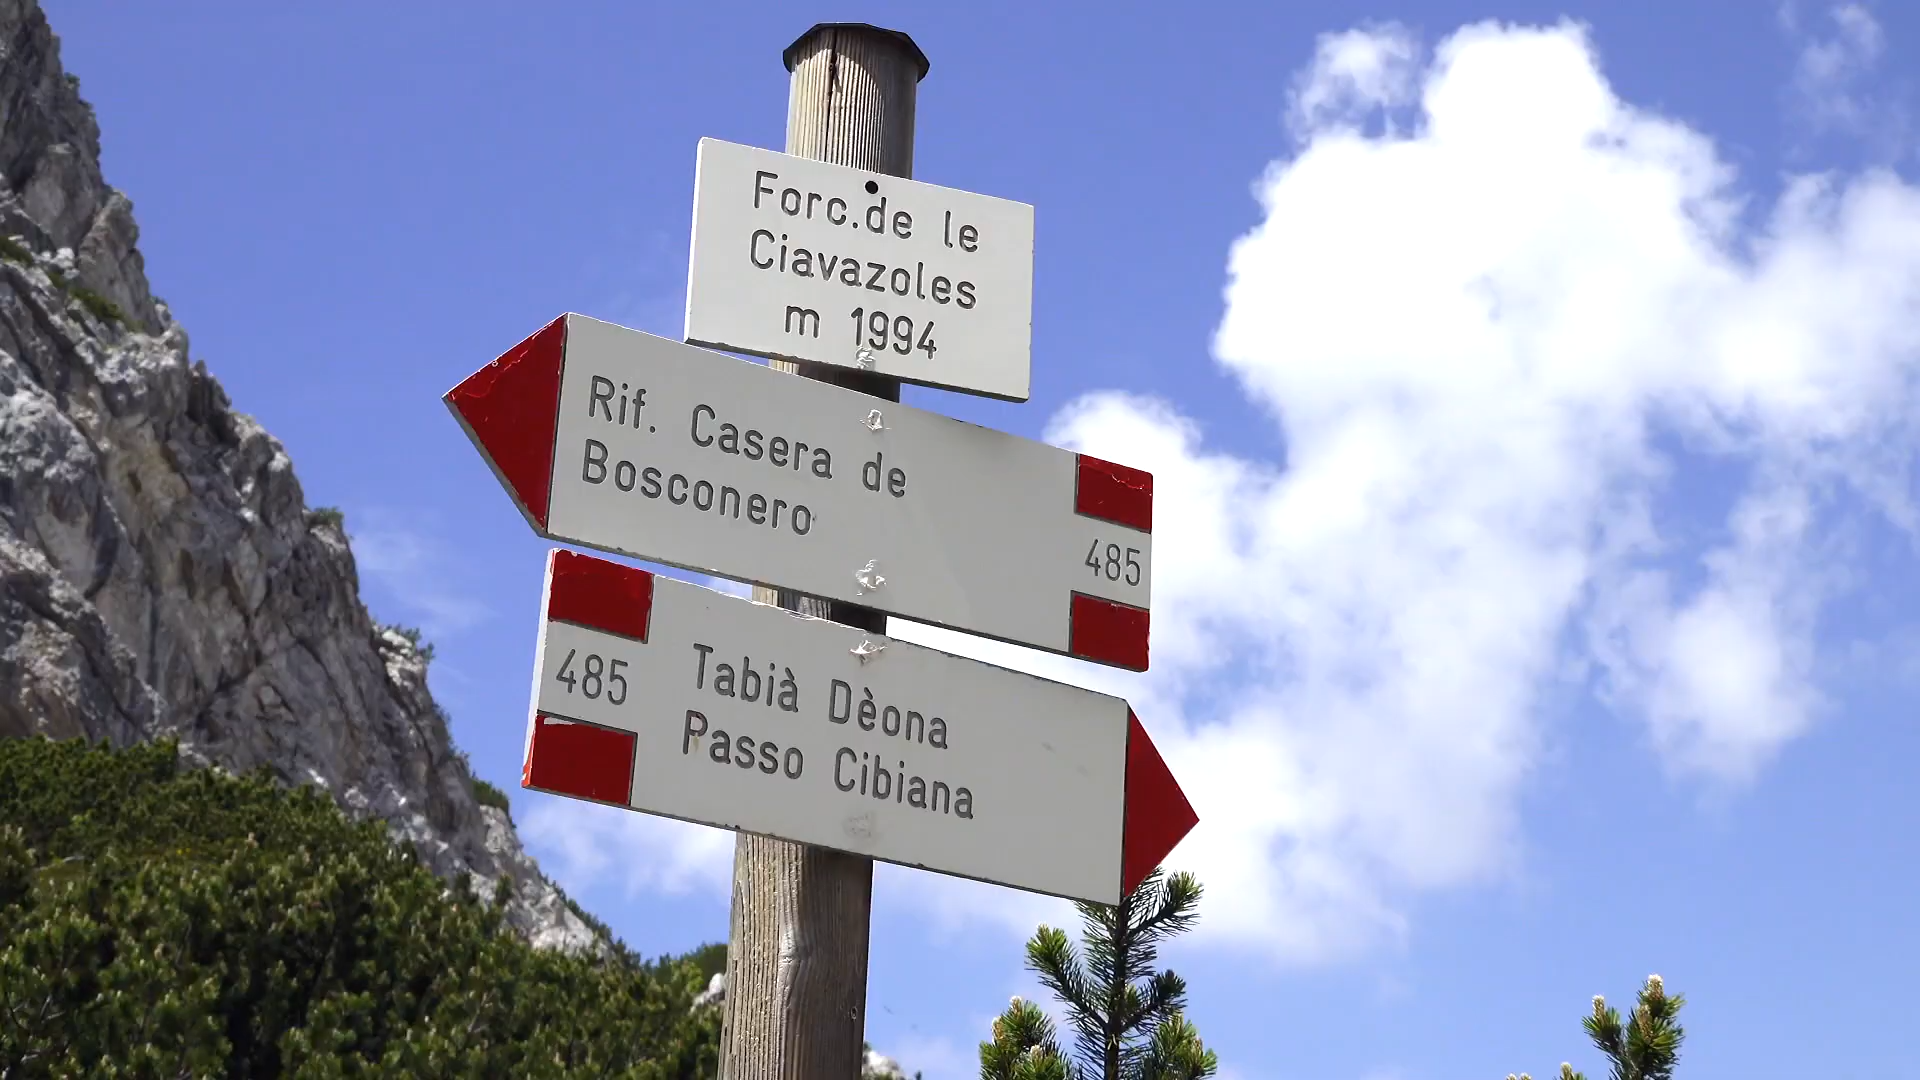 Forc.de le
Ciavazoles
m 1994
Rif. Casera de
Bosconero
485
485
Tabià Dèona
Passo Cibiana